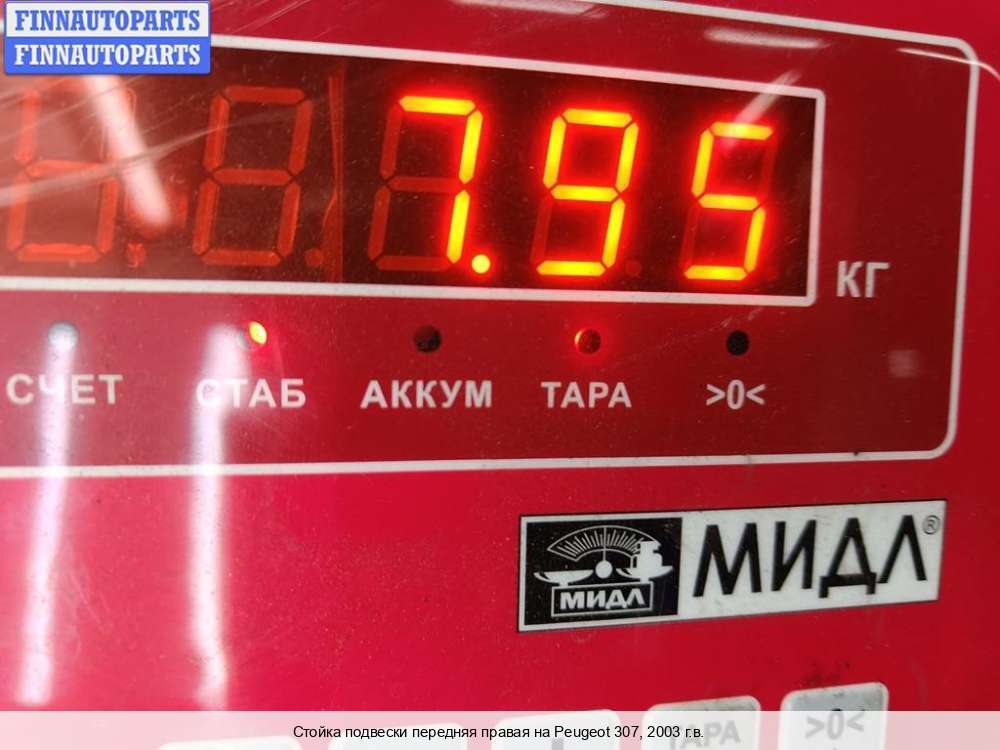 FINNAUTOPARTS
FINNAUTOPARTS
7.95
КГ
СЧЕТ СТАБ АККУМ ТАРА >0<
МИДЛ МИДЛ®
ТАРА >0<
Стойка подвески передняя правая на Peugeot 307, 2003 г.в.